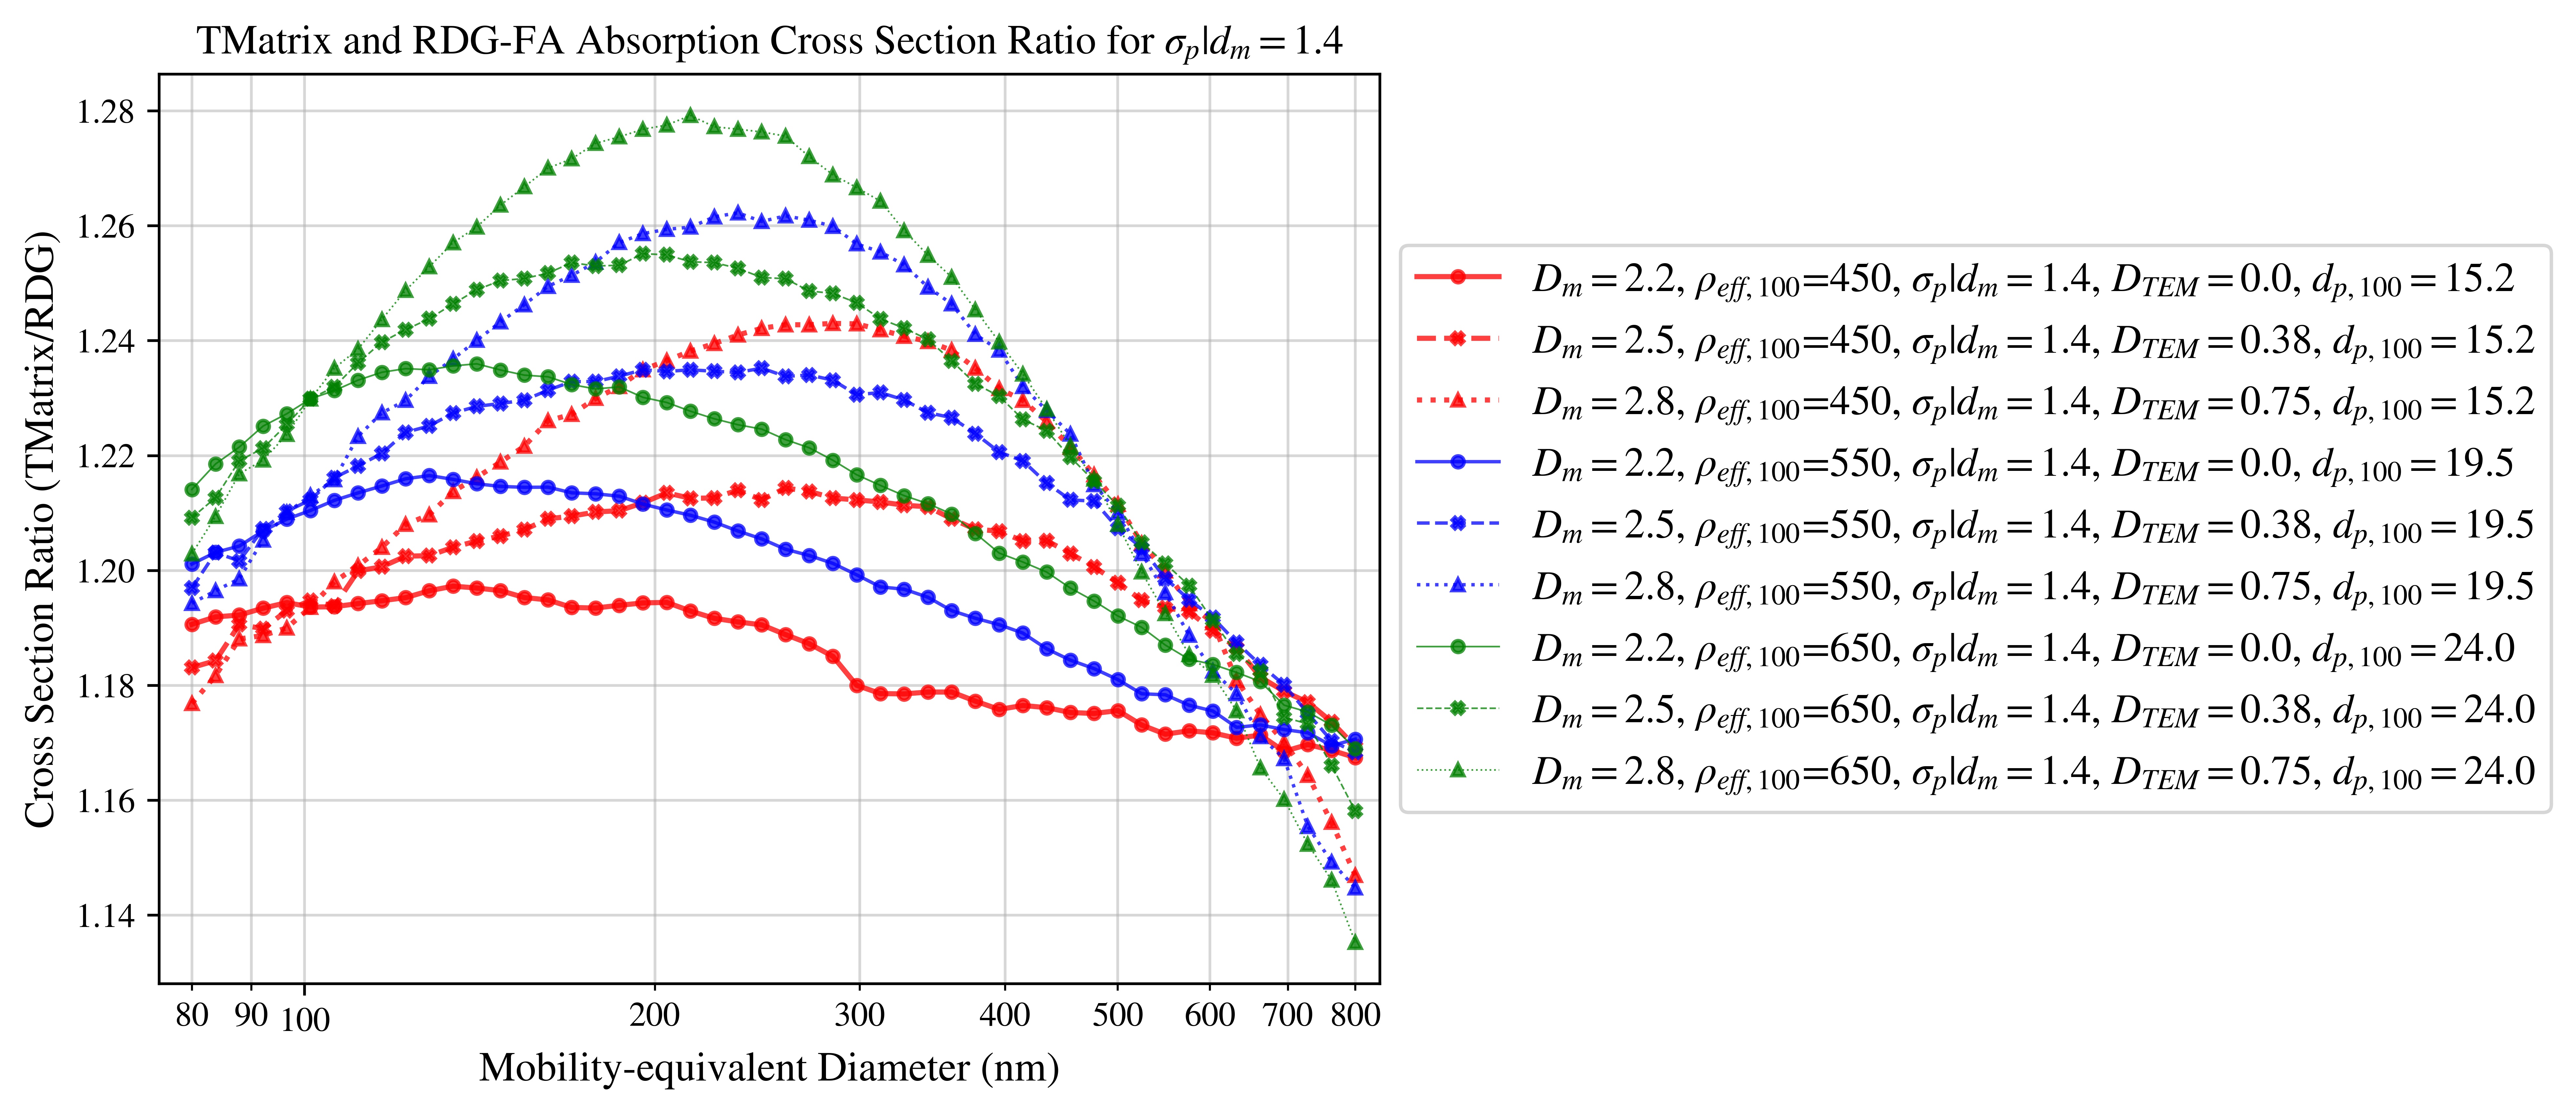 TMatrix and RDG-FA Absorption Cross Section Ratio for σp|dm = 1.4
Cross Section Ratio (TMatrix/RDG)
1.28
1.26
1.24
1.22
1.20
1.18
1.16
1.14
80 90 100 200 300 400 500 600 700 800
Mobility-equivalent Diameter (nm)
Dm = 2.2, ρeff, 100=450, σp|dm = 1.4, DTEM = 0.0, dp, 100 = 15.2
Dm = 2.5, ρeff, 100=450, σp|dm = 1.4, DTEM = 0.38, dp, 100 = 15.2
Dm = 2.8, ρeff, 100=450, σp|dm = 1.4, DTEM = 0.75, dp, 100 = 15.2
Dm = 2.2, ρeff, 100=550, σp|dm = 1.4, DTEM = 0.0, dp, 100 = 19.5
Dm = 2.5, ρeff, 100=550, σp|dm = 1.4, DTEM = 0.38, dp, 100 = 19.5
Dm = 2.8, ρeff, 100=550, σp|dm = 1.4, DTEM = 0.75, dp, 100 = 19.5
Dm = 2.2, ρeff, 100=650, σp|dm = 1.4, DTEM = 0.0, dp, 100 = 24.0
Dm = 2.5, ρeff, 100=650, σp|dm = 1.4, DTEM = 0.38, dp, 100 = 24.0
Dm = 2.8, ρeff, 100=650, σp|dm = 1.4, DTEM = 0.75, dp, 100 = 24.0